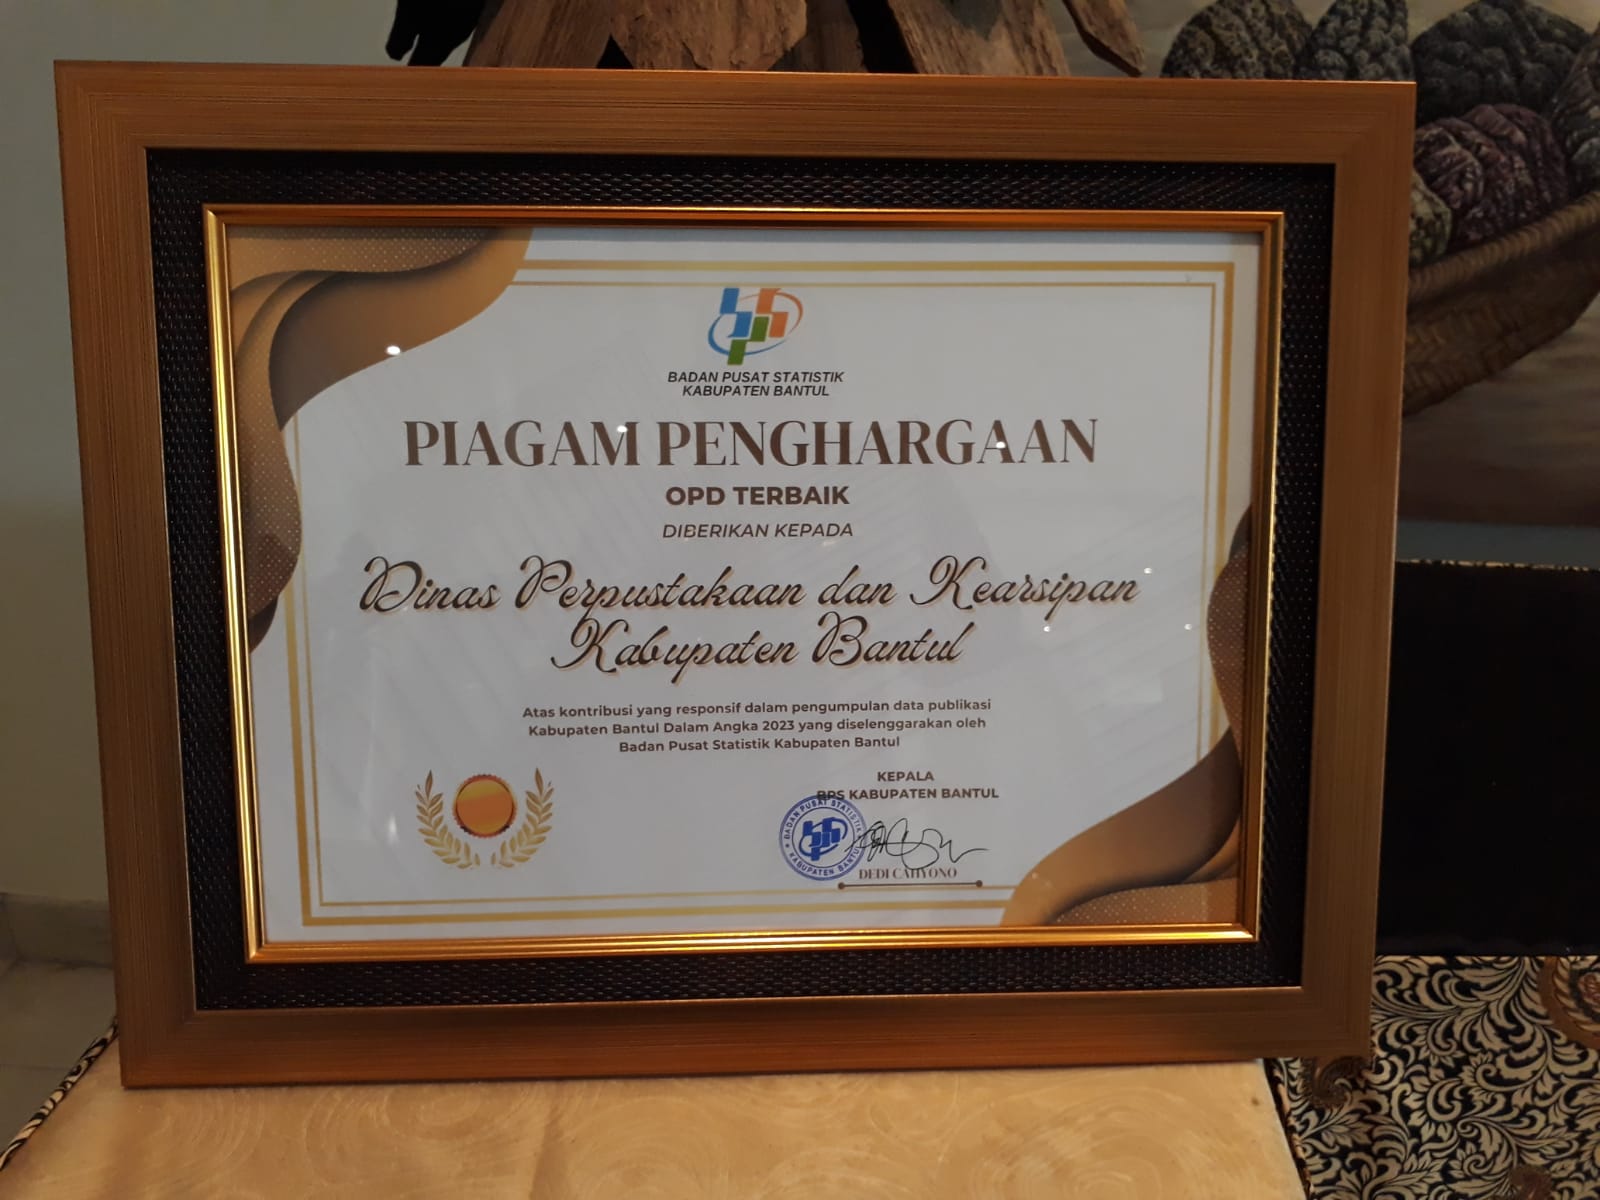 BADAN PUSAT STATISTIK
KABUPATEN BANTUL
PIAGAM PENGHARGAAN
OPD TERBAIK
DIBERIKAN KEPADA
Dinas Perpustakaan dan Kearsipan
Kabupaten Bantul
Atas kontribusi yang responsif dalam pengumpulan data publikasi
Kabupaten Bantul Dalam Angka 2023 yang diselenggarakan oleh
Badan Pusat Statistik Kabupaten Bantul
KEPALA
BPS KABUPATEN BANTUL
BADAN PUSAT STATISTIK
KABUPATEN BANTUL
DEDI CAHYONO